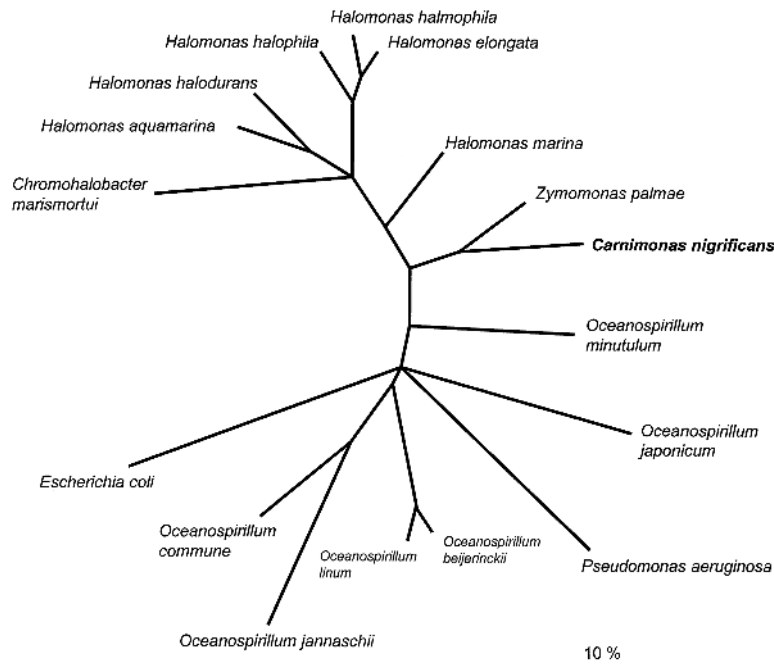 Halomonas halmophila
Halomonas halophila
Halomonas elongata
Halomonas halodurans
Halomonas aquamarina
Halomonas marina
Chromohalobacter
marismortui
Zymomonas palmae
Carnimonas nigrificans
Oceanospirillum
minutulum
Oceanospirillum
japonicum
Escherichia coli
Oceanospirillum
commune
Oceanospirillum
linum
Oceanospirillum
beijerinckii
Pseudomonas aeruginosa
Oceanospirillum jannaschii
10 %